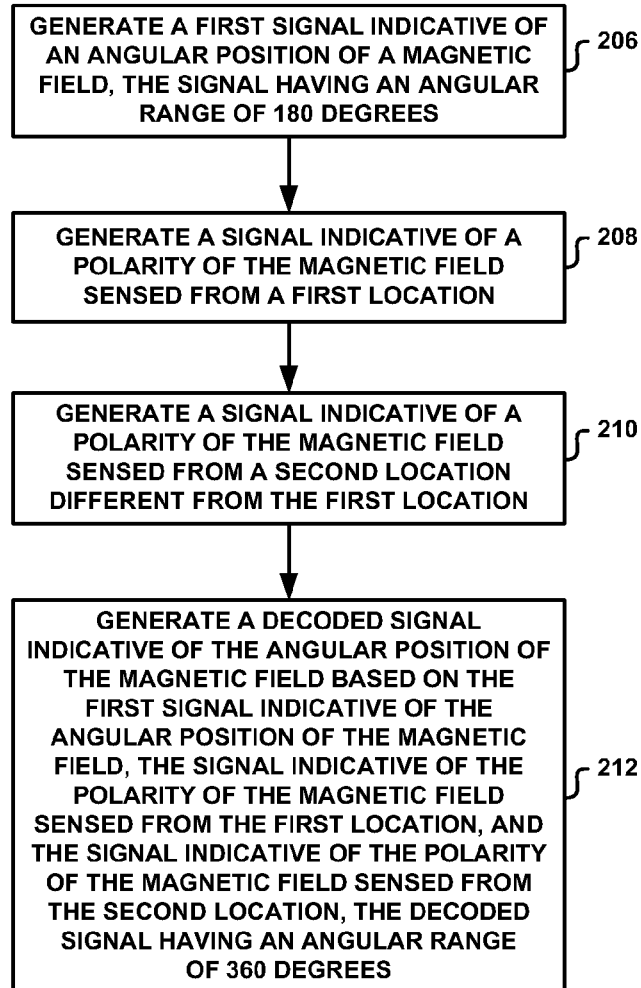 GENERATE A FIRST SIGNAL INDICATIVE OF
AN ANGULAR POSITION OF A MAGNETIC
FIELD, THE SIGNAL HAVING AN ANGULAR
RANGE OF 180 DEGREES
206
GENERATE A SIGNAL INDICATIVE OF A
POLARITY OF THE MAGNETIC FIELD
SENSED FROM A FIRST LOCATION
208
GENERATE A SIGNAL INDICATIVE OF A
POLARITY OF THE MAGNETIC FIELD
SENSED FROM A SECOND LOCATION
DIFFERENT FROM THE FIRST LOCATION
210
GENERATE A DECODED SIGNAL
INDICATIVE OF THE ANGULAR POSITION OF
THE MAGNETIC FIELD BASED ON THE
FIRST SIGNAL INDICATIVE OF THE
ANGULAR POSITION OF THE MAGNETIC
FIELD, THE SIGNAL INDICATIVE OF THE
POLARITY OF THE MAGNETIC FIELD
SENSED FROM THE FIRST LOCATION, AND
THE SIGNAL INDICATIVE OF THE POLARITY
OF THE MAGNETIC FIELD SENSED FROM
THE SECOND LOCATION, THE DECODED
SIGNAL HAVING AN ANGULAR RANGE
OF 360 DEGREES
212